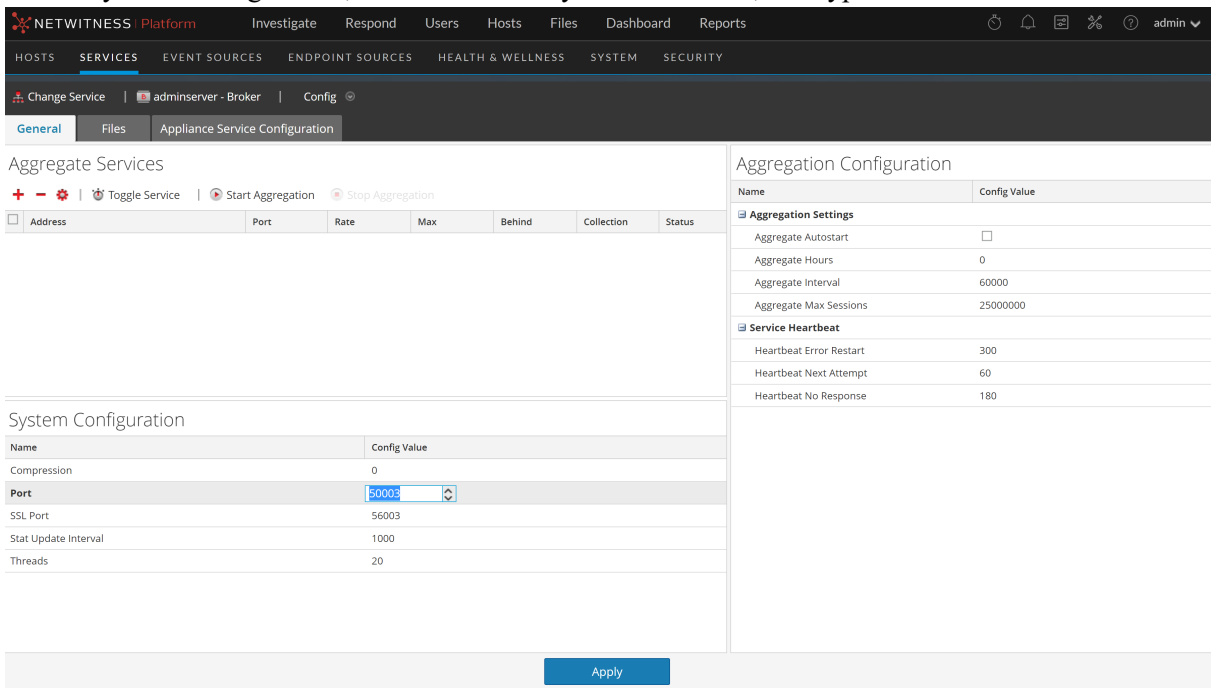 NETWITNESS | Platform Investigate Respond Users Hosts Files Dashboard Reports admin
HOSTS SERVICES EVENT SOURCES ENDPOINT SOURCES HEALTH & WELLNESS SYSTEM SECURITY
Change Service | adminserver - Broker | Config
General Files Appliance Service Configuration
Aggregate Services
Toggle Service | Start Aggregation Stop Aggregation
Address Port Rate Max Behind Collection Status
System Configuration
Name Config Value
Compression 0
Port 50003
SSL Port 56003
Stat Update Interval 1000
Threads 20
Aggregation Configuration
Name Config Value
Aggregation Settings
Aggregate Autostart
Aggregate Hours 0
Aggregate Interval 60000
Aggregate Max Sessions 25000000
Service Heartbeat
Heartbeat Error Restart 300
Heartbeat Next Attempt 60
Heartbeat No Response 180
Apply